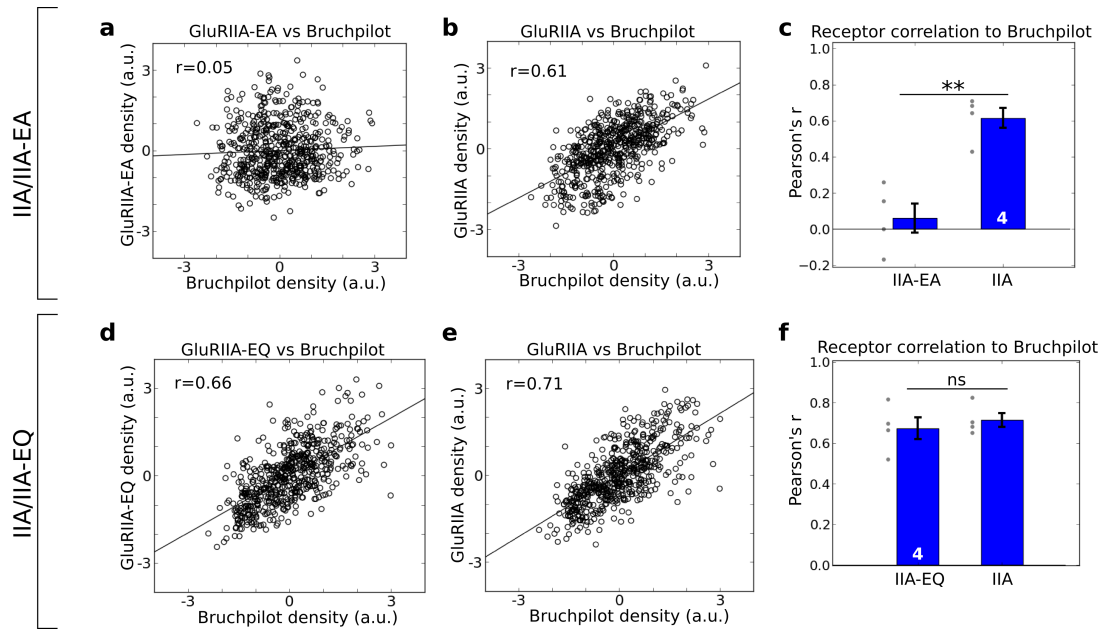 IIA/IIA-EA
a
GluRIIA-EA vs Bruchpilot
r=0.05
3
0
-3
GluRIIA-EA density (a.u.)
-3 0 3
Bruchpilot density (a.u.)
b
GluRIIA vs Bruchpilot
r=0.61
3
0
-3
GluRIIA density (a.u.)
-3 0 3
Bruchpilot density (a.u.)
c
Receptor correlation to Bruchpilot
**
1.0
0.8
0.6
0.4
0.2
0.0
−0.2
Pearson's r
4
IIA-EA IIA
IIA/IIA-EQ
d
GluRIIA-EQ vs Bruchpilot
r=0.66
3
0
-3
GluRIIA-EQ density (a.u.)
-3 0 3
Bruchpilot density (a.u.)
e
GluRIIA vs Bruchpilot
r=0.71
3
0
-3
GluRIIA density (a.u.)
-3 0 3
Bruchpilot density (a.u.)
f
Receptor correlation to Bruchpilot
ns
1.0
0.8
0.6
0.4
0.2
0.0
Pearson's r
4
IIA-EQ IIA